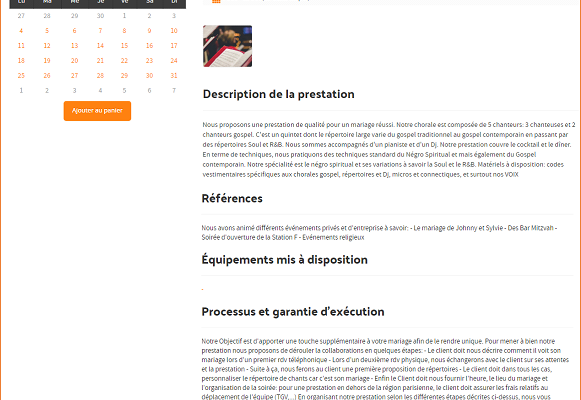 Lu Ma Me Je Ve Sa Di
27 28 29 30 1 2 3
4 5 6 7 8 9 10
11 12 13 14 15 16 17
18 19 20 21 22 23 24
25 26 27 28 29 30 31
1 2 3 4 5 6 7
Ajouter au panier
Description de la prestation
Nous proposons une prestation de qualité pour un mariage réussi. Notre chorale est composée de 5 chanteurs: 3 chanteuses et 2
chanteurs gospel. C'est un quintet dont le répertoire large varie du gospel traditionnel au gospel contemporain en passant par
des répertoires Soul et R&B. Nous sommes accompagnés d'un pianiste et d'un Dj. Notre prestation couvre le cocktail et le dîner.
En terme de techniques, nous pratiquons des techniques standard du Négro Spiritual et mais également du Gospel
contemporain. Notre spécialité est le négro spiritual et ses variations à savoir la Soul et le R&B. Matériels à disposition: codes
vestimentaires spécifiques aux chorales gospel, répertoires et Dj, micros et connectiques, et surtout nos VOIX
Références
Nous avons animé différents événements privés et d'entreprise à savoir: - Le mariage de Johnny et Sylvie - Des Bar Mitzvah -
Soirée d'ouverture de la Station F - Evénements religieux
Équipements mis à disposition
.
Processus et garantie d'exécution
Notre Objectif est d'apporter une touche supplémentaire à votre mariage afin de le rendre unique. Pour mener à bien notre
prestation nous proposons de dérouler la collaborations en quelques étapes: - Le client doit nous décrire comment il voit son
mariage lors d'un premier rdv téléphonique - Lors d'un deuxième rdv physique, nous échangerons avec le client sur ses attentes
et la prestation - Suite à ça, nous ferons au client une première proposition de répertoires - Le client doit dans tous les cas,
personnaliser le répertoire de chants car c'est son mariage - Enfin le Client doit nous fournir l'heure, le lieu du mariage et
l'organisation de la soirée: pour une prestation en dehors de la région parisienne, le client doit assurer les frais relatifs au
déplacement de l'équipe (TGV,...) En organisant notre prestation selon les différentes étapes décrites ci-dessus, nous vous